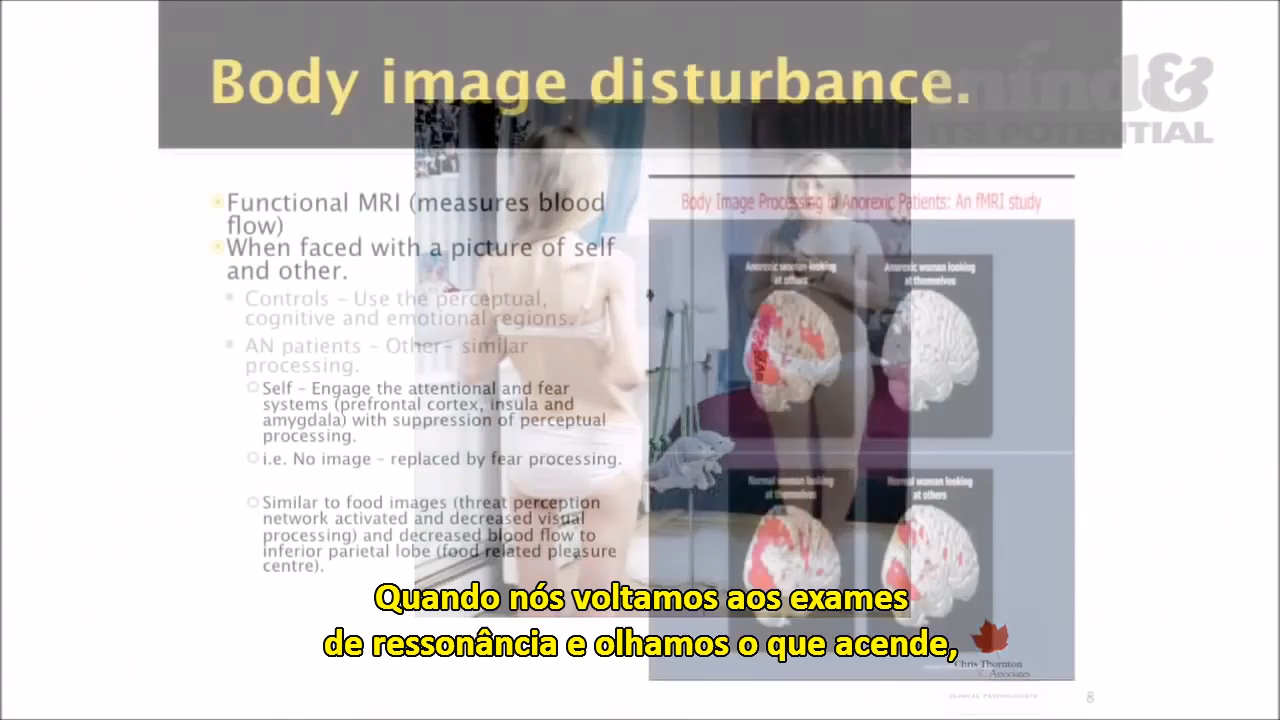 Body image disturbance.
mind&
ITS POTENTIAL
Functional MRI (measures blood
flow)
When faced with a picture of self
and other.
Controls – Use the perceptual,
cognitive and emotional regions.
AN patients – Other– similar
processing.
Self – Engage the attentional and fear
systems (prefrontal cortex, insula and
amygdala) with suppression of perceptual
processing.
i.e. No image – replaced by fear processing.
Similar to food images (threat perception
network activated and decreased visual
processing) and decreased blood flow to
inferior parietal lobe (food related pleasure
centre).
Body Image Processing in Anorexic Patients: An fMRI study
Anorexic woman looking
at others
Anorexic woman looking
at themselves
Normal woman looking
at themselves
Normal woman looking
at others
Quando nós voltamos aos exames
de ressonância e olhamos o que acende,
Chris Thornton
© Associates
CLINICAL PSYCHOLOGISTS
8